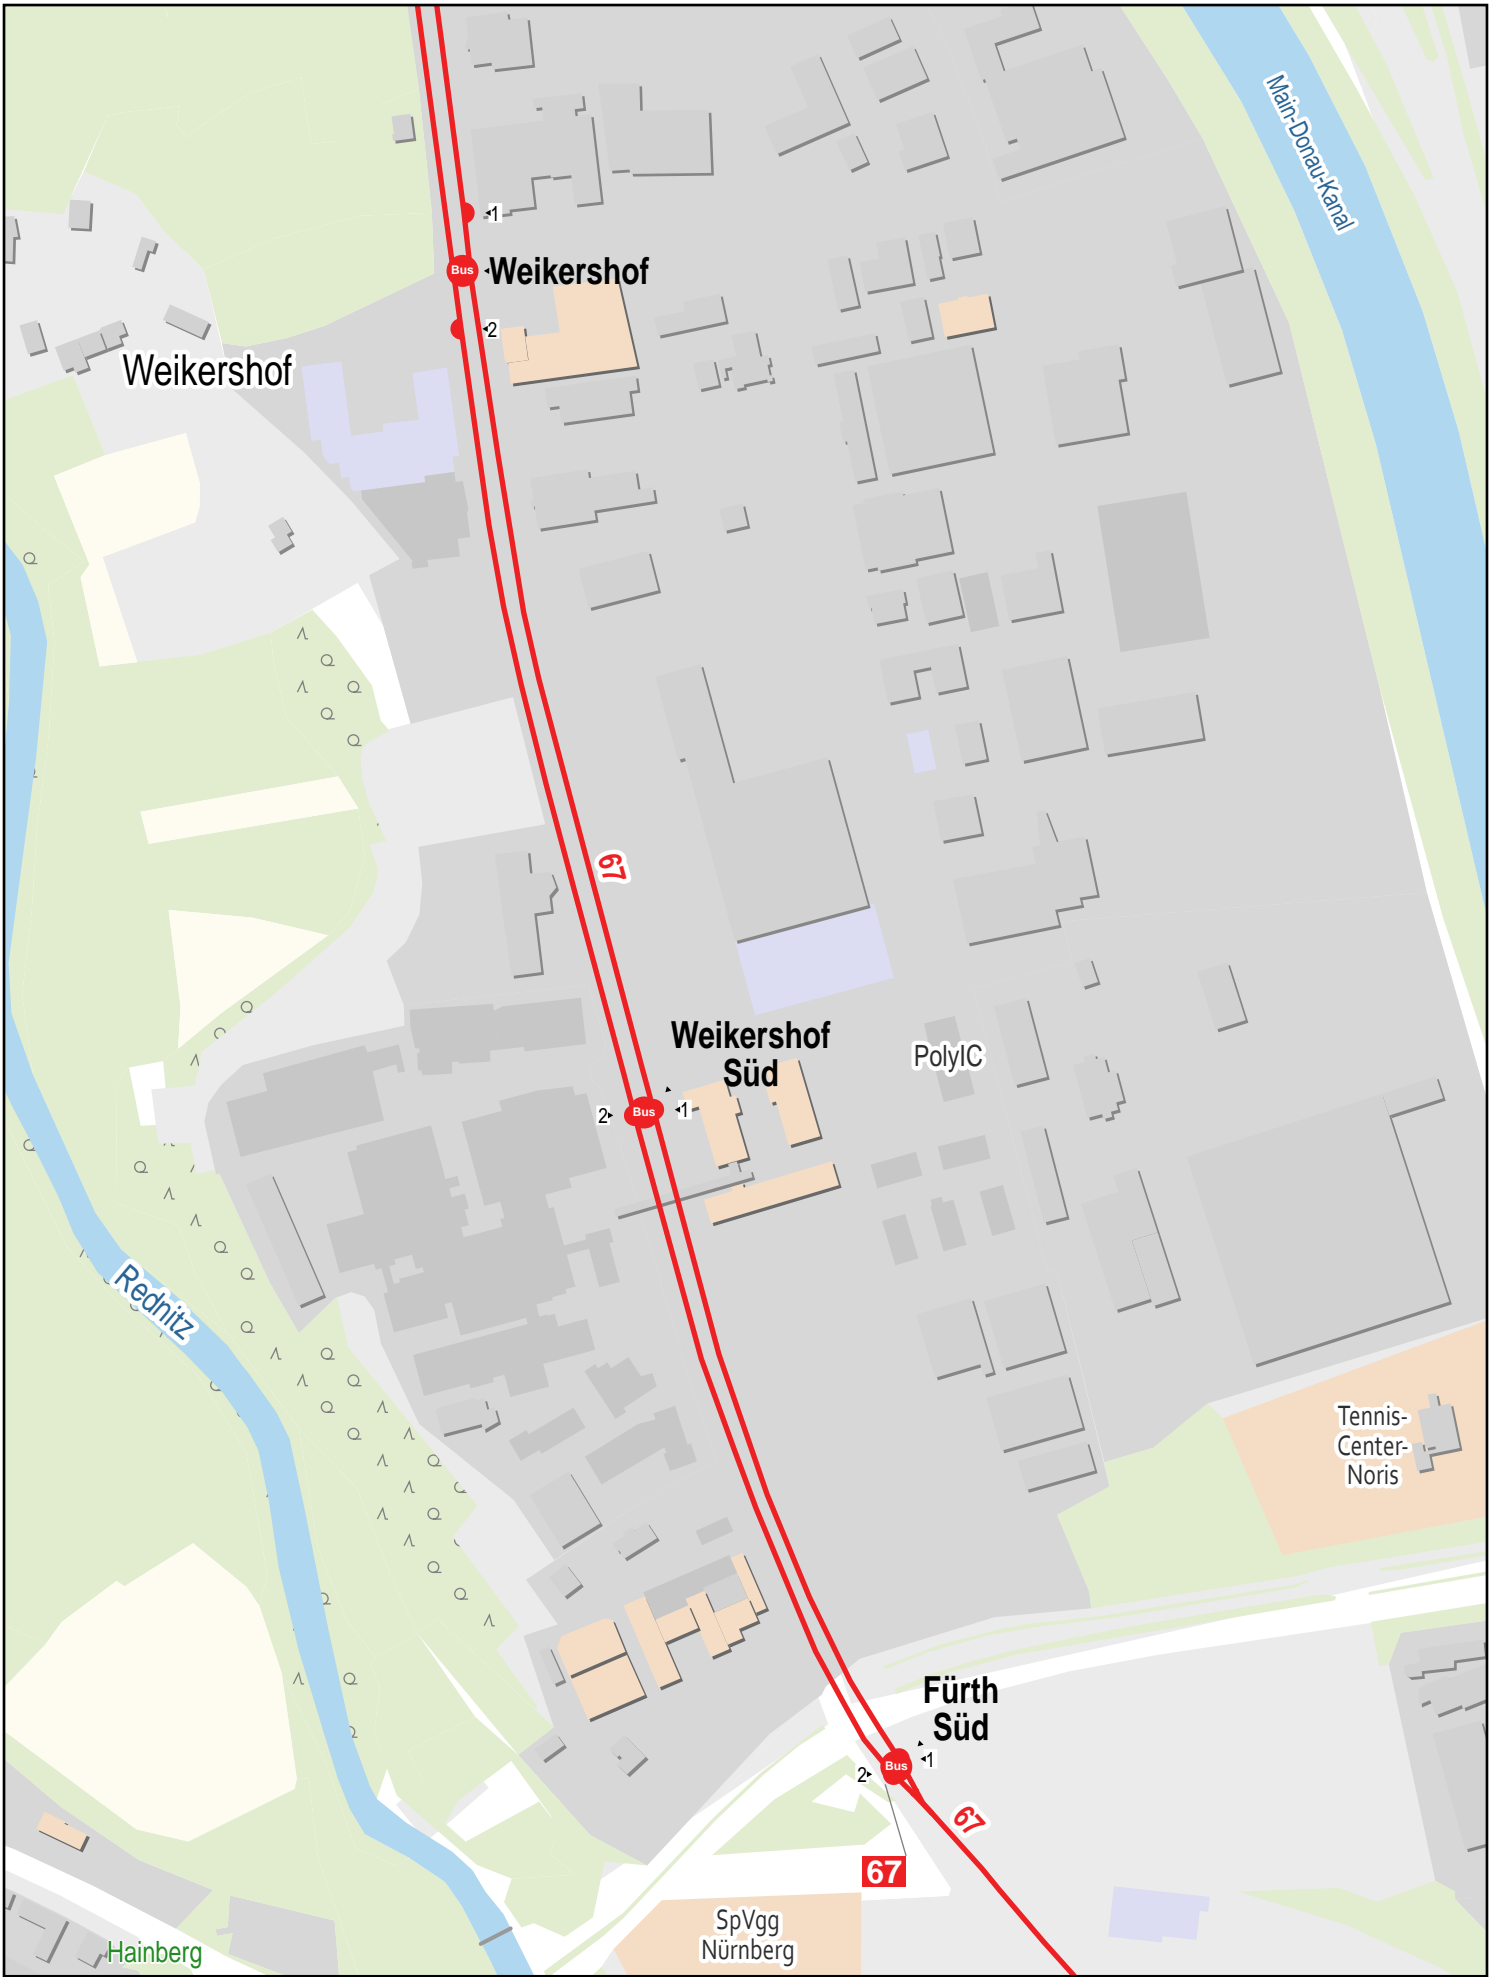 Main-Donau-Kanal
1
Bus
Weikershof
2
Weikershof
67
Weikershof
Süd
PolyIC
2
Bus
1
Rednitz
Tennis-
Center-
Noris
Fürth
Süd
1
Bus
2
67
67
SpVgg
Nürnberg
Hainberg